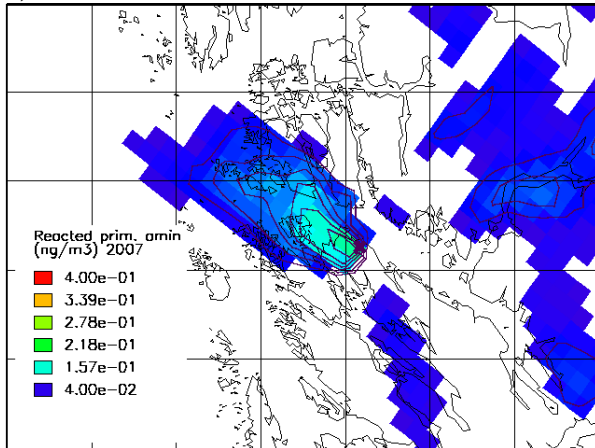 Reacted prim. amin
(ng/m3) 2007
4.00e-01
3.39e-01
2.78e-01
2.18e-01
1.57e-01
4.00e-02